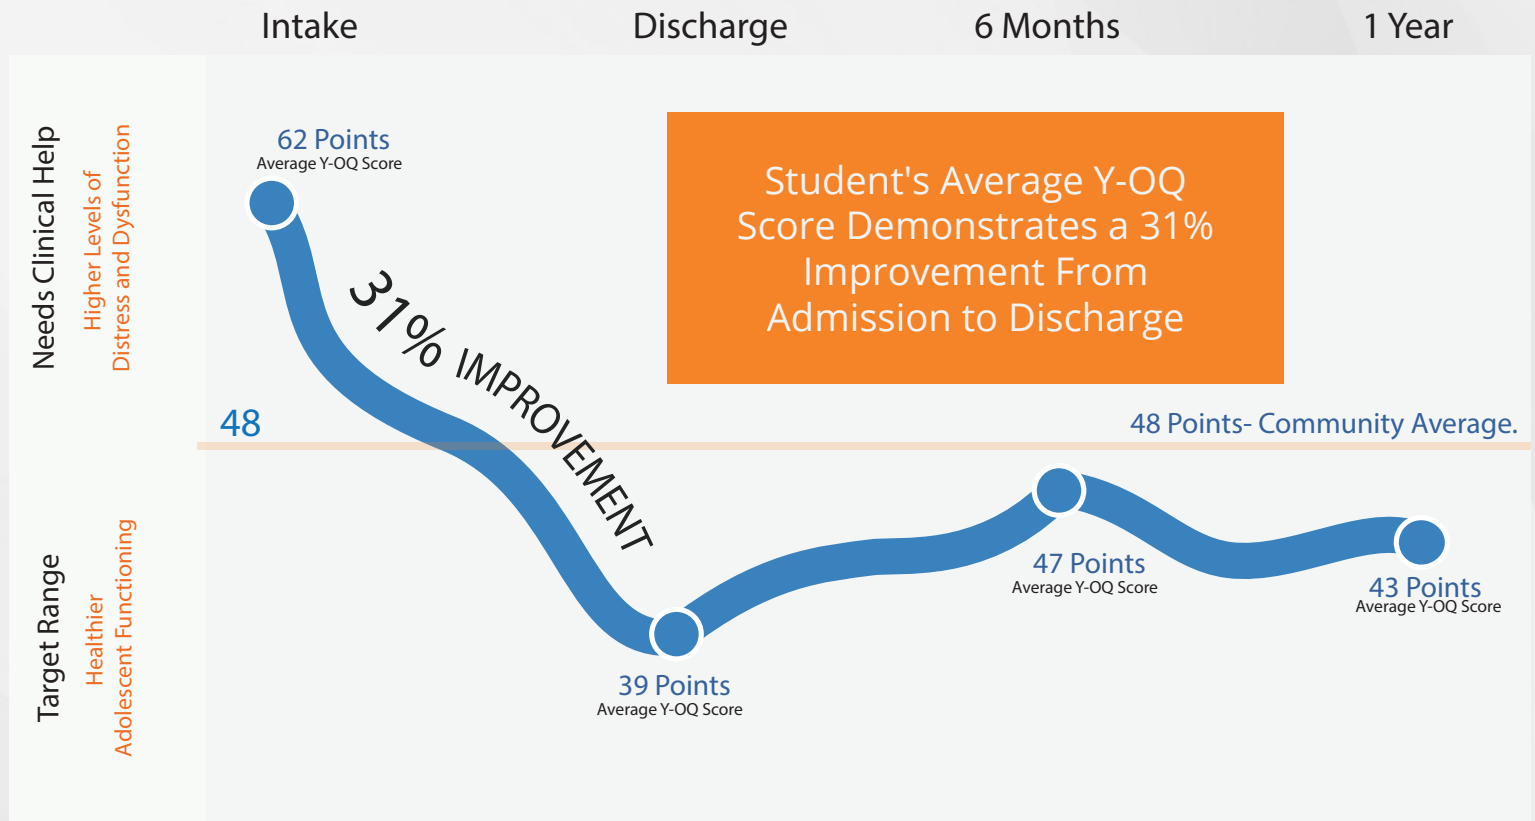 Intake
Discharge
6 Months
1 Year
Needs Clinical Help
Higher Levels of
Distress and Dysfunction
62 Points
Average Y-OQ Score
Student's Average Y-OQ
Score Demonstrates a 31%
Improvement From
Admission to Discharge
31% IMPROVEMENT
48
48 Points- Community Average.
Target Range
Healthier
Adolescent Functioning
39 Points
Average Y-OQ Score
47 Points
Average Y-OQ Score
43 Points
Average Y-OQ Score